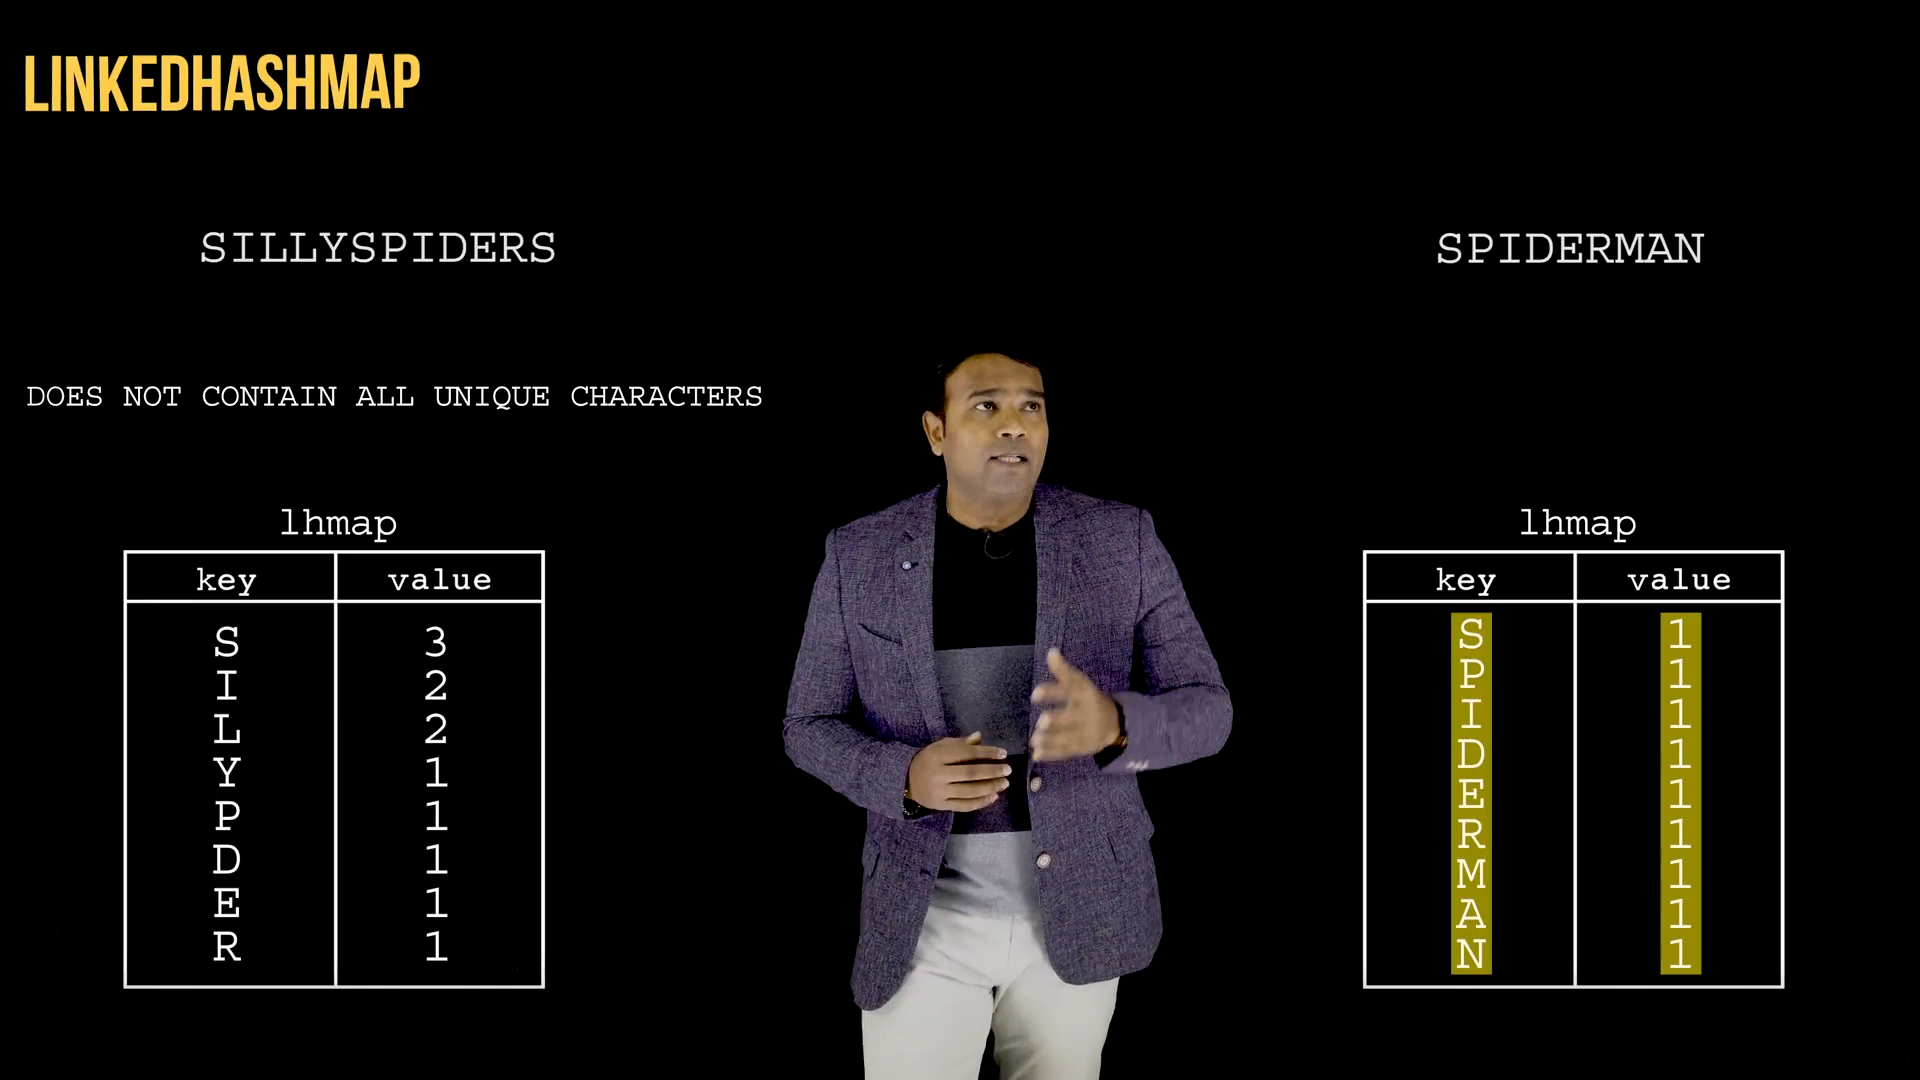 LINKEDHASHMAP
SILLYSPIDERS
DOES NOT CONTAIN ALL UNIQUE CHARACTERS
lhmap
key value
S 3
I 2
L 2
Y 1
P 1
D 1
E 1
R 1
SPIDERMAN
lhmap
key value
S 1
P 1
I 1
D 1
E 1
R 1
M 1
A 1
N 1